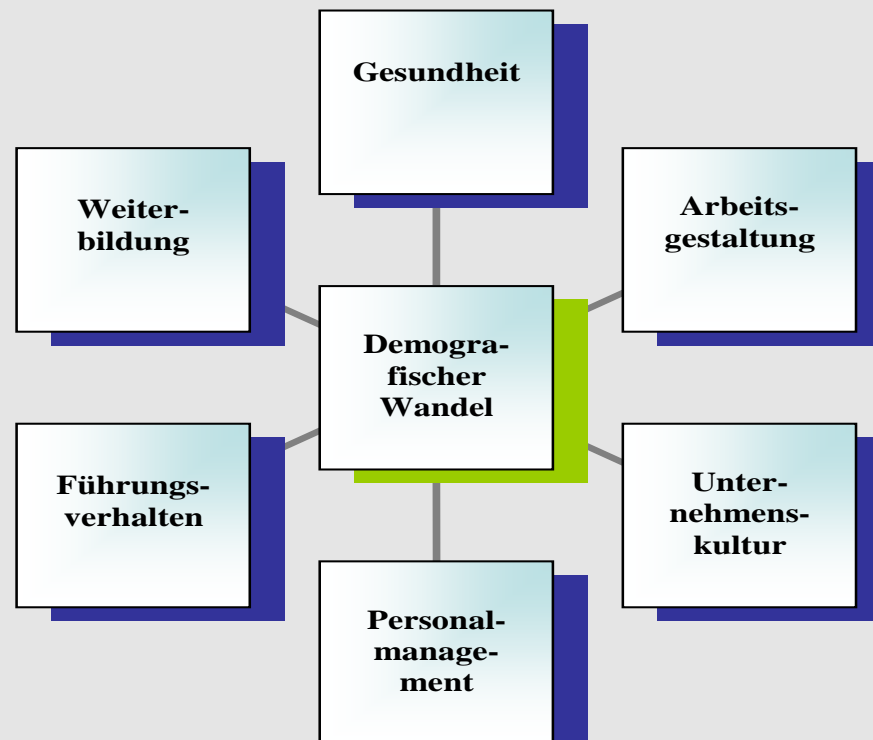 Gesundheit
Weiter-
bildung
Arbeits-
gestaltung
Demogra-
fischer
Wandel
Führungs-
verhalten
Unter-
nehmens-
kultur
Personal-
manage-
ment